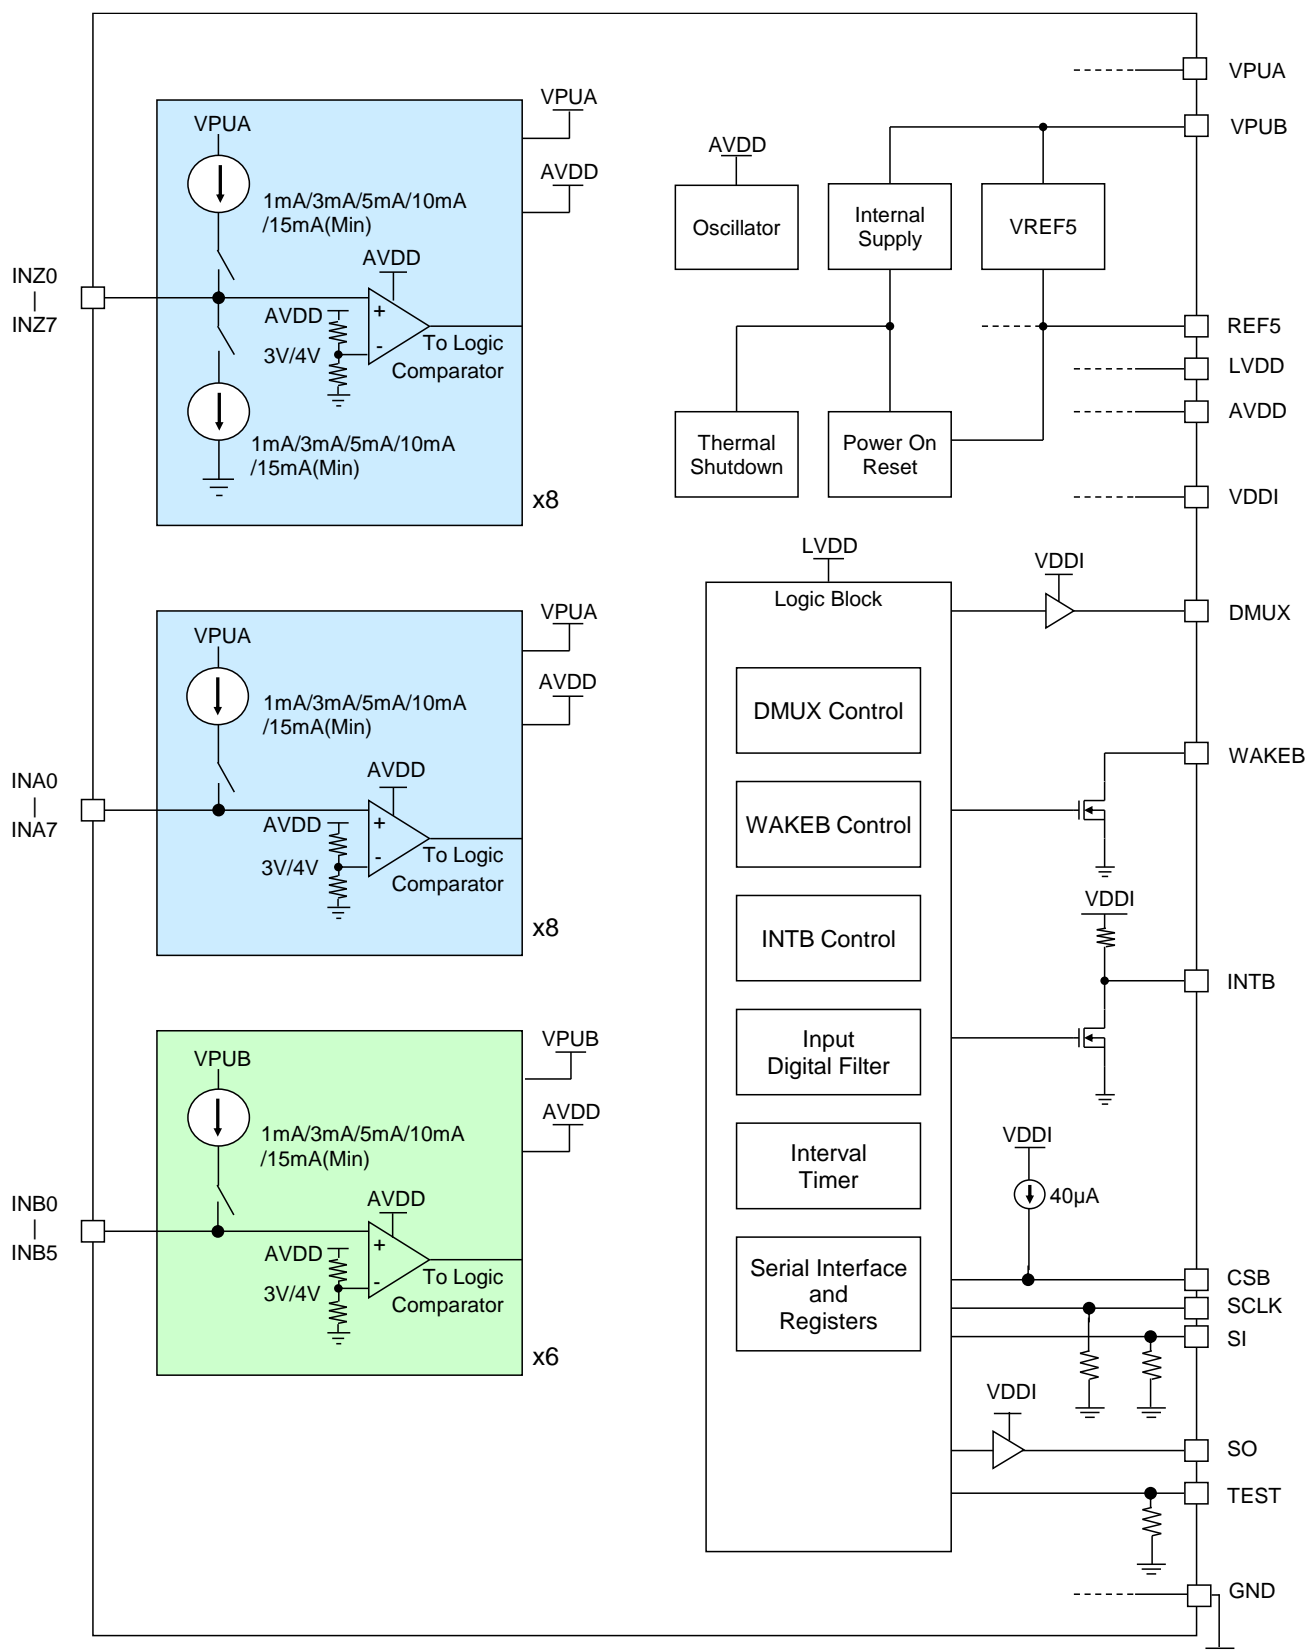 VPUA
VPUA
1mA/3mA/5mA/10mA
/15mA(Min)
AVDD
AVDD
INZ0
|
INZ7
AVDD
3V/4V
+
-
To Logic
Comparator
1mA/3mA/5mA/10mA
/15mA(Min)
x8
VPUA
VPUA
1mA/3mA/5mA/10mA
/15mA(Min)
AVDD
AVDD
INA0
|
INA7
AVDD
3V/4V
+
-
To Logic
Comparator
x8
VPUB
VPUB
1mA/3mA/5mA/10mA
/15mA(Min)
AVDD
AVDD
INB0
|
INB5
AVDD
3V/4V
+
-
To Logic
Comparator
x6
AVDD
Oscillator
Internal
Supply
VREF5
Thermal
Shutdown
Power On
Reset
LVDD
Logic Block
DMUX Control
WAKEB Control
INTB Control
Input
Digital Filter
Interval
Timer
Serial Interface
and
Registers
VDDI
VDDI
VDDI
40µA
VDDI
VPUA
VPUB
REF5
LVDD
AVDD
VDDI
DMUX
WAKEB
INTB
CSB
SCLK
SI
SO
TEST
GND